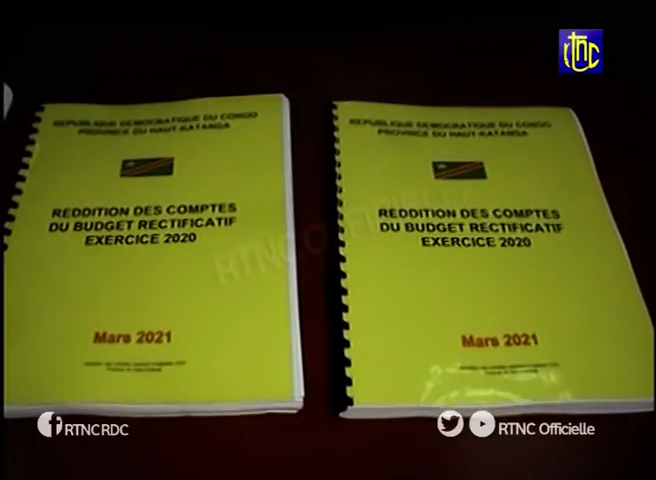 rtnc
REPUBLIQUE DEMOCRATIQUE DU CONGO
PROVINCE DU HAUT-KATANGA
REDDITION DES COMPTES
DU BUDGET RECTIFICATIF
EXERCICE 2020
Mars 2021
REPUBLIQUE DEMOCRATIQUE DU CONGO
PROVINCE DU HAUT-KATANGA
REDDITION DES COMPTES
DU BUDGET RECTIFICATIF
EXERCICE 2020
Mars 2021
RTNC OFFICIEL
RTNCRDC
RTNC Officielle